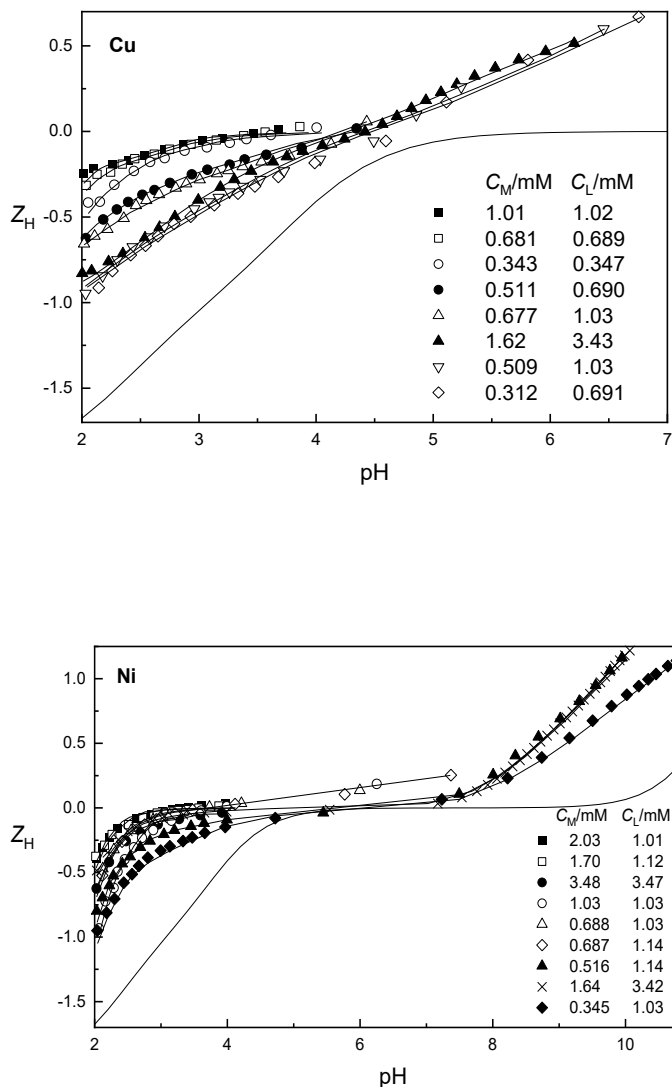 Cu
0.5
0.0
-0.5
-1.0
-1.5
Z_H
2 3 4 5 6 7
pH
C_M/mM C_L/mM
1.01 1.02
0.681 0.689
0.343 0.347
0.511 0.690
0.677 1.03
1.62 3.43
0.509 1.03
0.312 0.691
Ni
1.0
0.5
0.0
-0.5
-1.0
-1.5
Z_H
2 4 6 8 10
pH
C_M/mM C_L/mM
2.03 1.01
1.70 1.12
3.48 3.47
1.03 1.03
0.688 1.03
0.687 1.14
0.516 1.14
1.64 3.42
0.345 1.03